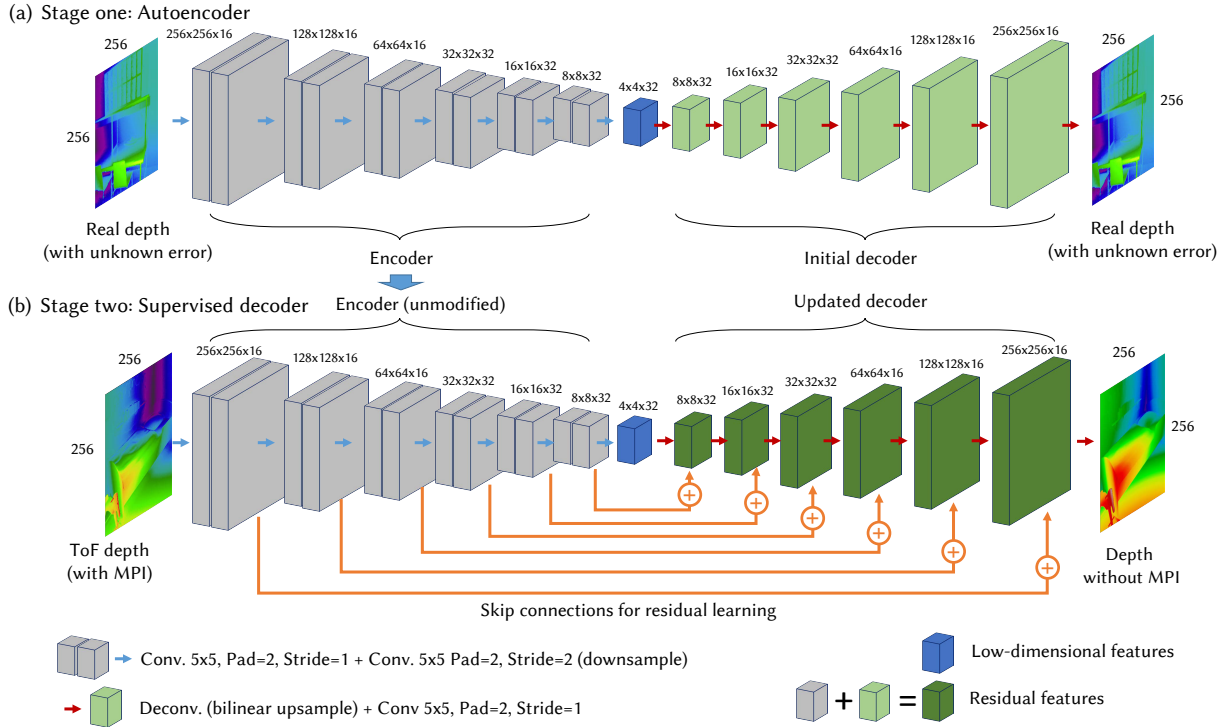 (a) Stage one: Autoencoder
256
256x256x16
128x128x16
64x64x16
32x32x32
16x16x32
8x8x32
4x4x32
8x8x32
16x16x32
32x32x32
64x64x16
128x128x16
256x256x16
256
256
256
Real depth
(with unknown error)
Encoder
Initial decoder
Real depth
(with unknown error)
(b) Stage two: Supervised decoder
Encoder (unmodified)
Updated decoder
256
256x256x16
128x128x16
64x64x16
32x32x32
16x16x32
8x8x32
4x4x32
8x8x32
16x16x32
32x32x32
64x64x16
128x128x16
256x256x16
256
256
256
ToF depth
(with MPI)
Depth
without MPI
Skip connections for residual learning
Conv. 5x5, Pad=2, Stride=1 + Conv. 5x5 Pad=2, Stride=2 (downsample)
Low-dimensional features
Deconv. (bilinear upsample) + Conv 5x5, Pad=2, Stride=1
+ = Residual features